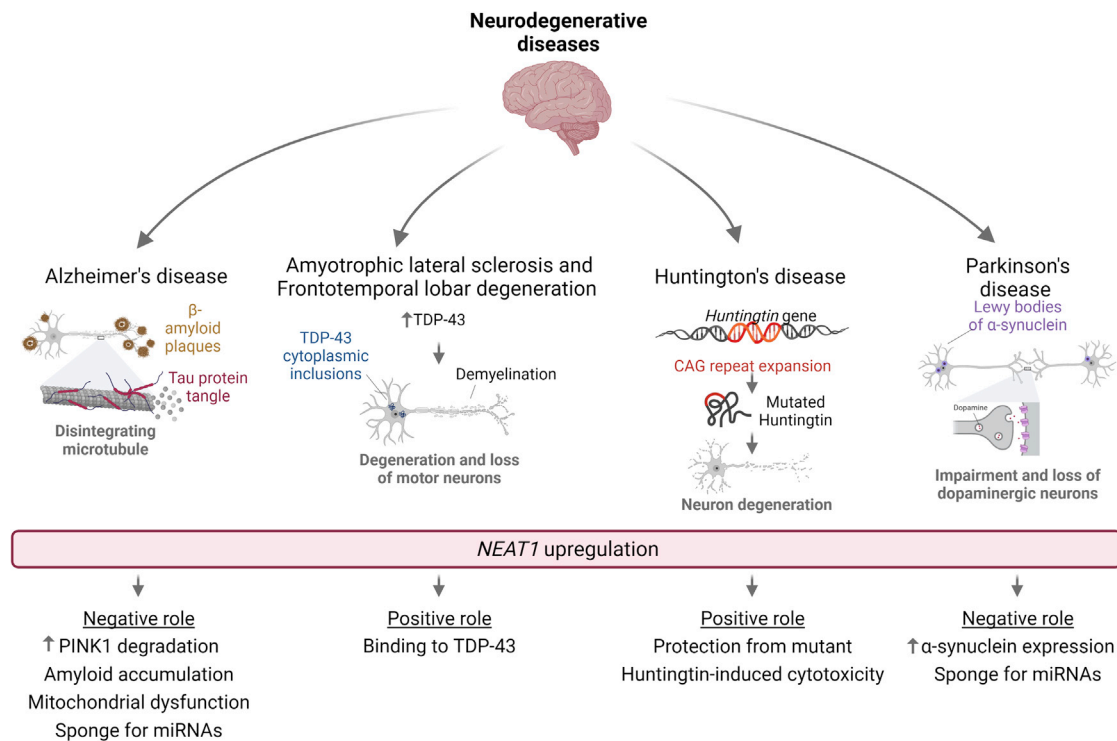 Neurodegenerative
diseases
Alzheimer's disease
β-
amyloid
plaques
Tau protein
tangle
Disintegrating
microtubule
Amyotrophic lateral sclerosis and
Frontotemporal lobar degeneration
↑TDP-43
TDP-43
cytoplasmic
inclusions
Demyelination
Degeneration and loss
of motor neurons
Huntington's disease
Huntingtin gene
CAG repeat expansion
Mutated
Huntingtin
Neuron degeneration
Parkinson's
disease
Lewy bodies
of α-synuclein
Dopamine
Impairment and loss of
dopaminergic neurons
NEAT1 upregulation
Negative role
↑ PINK1 degradation
Amyloid accumulation
Mitochondrial dysfunction
Sponge for miRNAs
Positive role
Binding to TDP-43
Positive role
Protection from mutant
Huntingtin-induced cytotoxicity
Negative role
↑ α-synuclein expression
Sponge for miRNAs